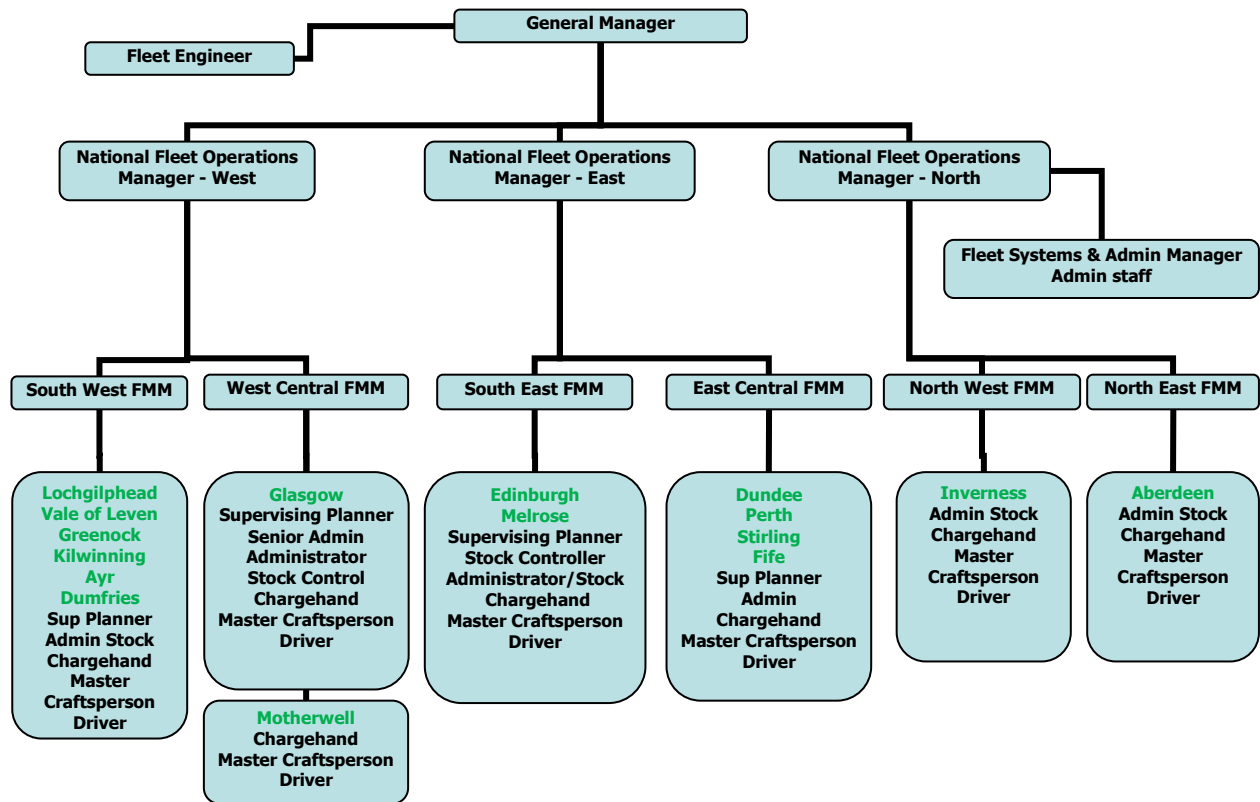 General Manager
Fleet Engineer
National Fleet Operations
Manager - West
National Fleet Operations
Manager - East
National Fleet Operations
Manager - North
Fleet Systems & Admin Manager
Admin staff
South West FMM
West Central FMM
South East FMM
East Central FMM
North West FMM
North East FMM
Lochgilphead
Vale of Leven
Greenock
Kilwinning
Ayr
Dumfries
Sup Planner
Admin Stock
Chargehand
Master
Craftsperson
Driver
Glasgow
Supervising Planner
Senior Admin
Administrator
Stock Control
Chargehand
Master Craftsperson
Driver
Motherwell
Chargehand
Master Craftsperson
Driver
Edinburgh
Melrose
Supervising Planner
Stock Controller
Administrator/Stock
Chargehand
Master Craftsperson
Driver
Dundee
Perth
Stirling
Fife
Sup Planner
Admin
Chargehand
Master Craftsperson
Driver
Inverness
Admin Stock
Chargehand
Master
Craftsperson
Driver
Aberdeen
Admin Stock
Chargehand
Master
Craftsperson
Driver